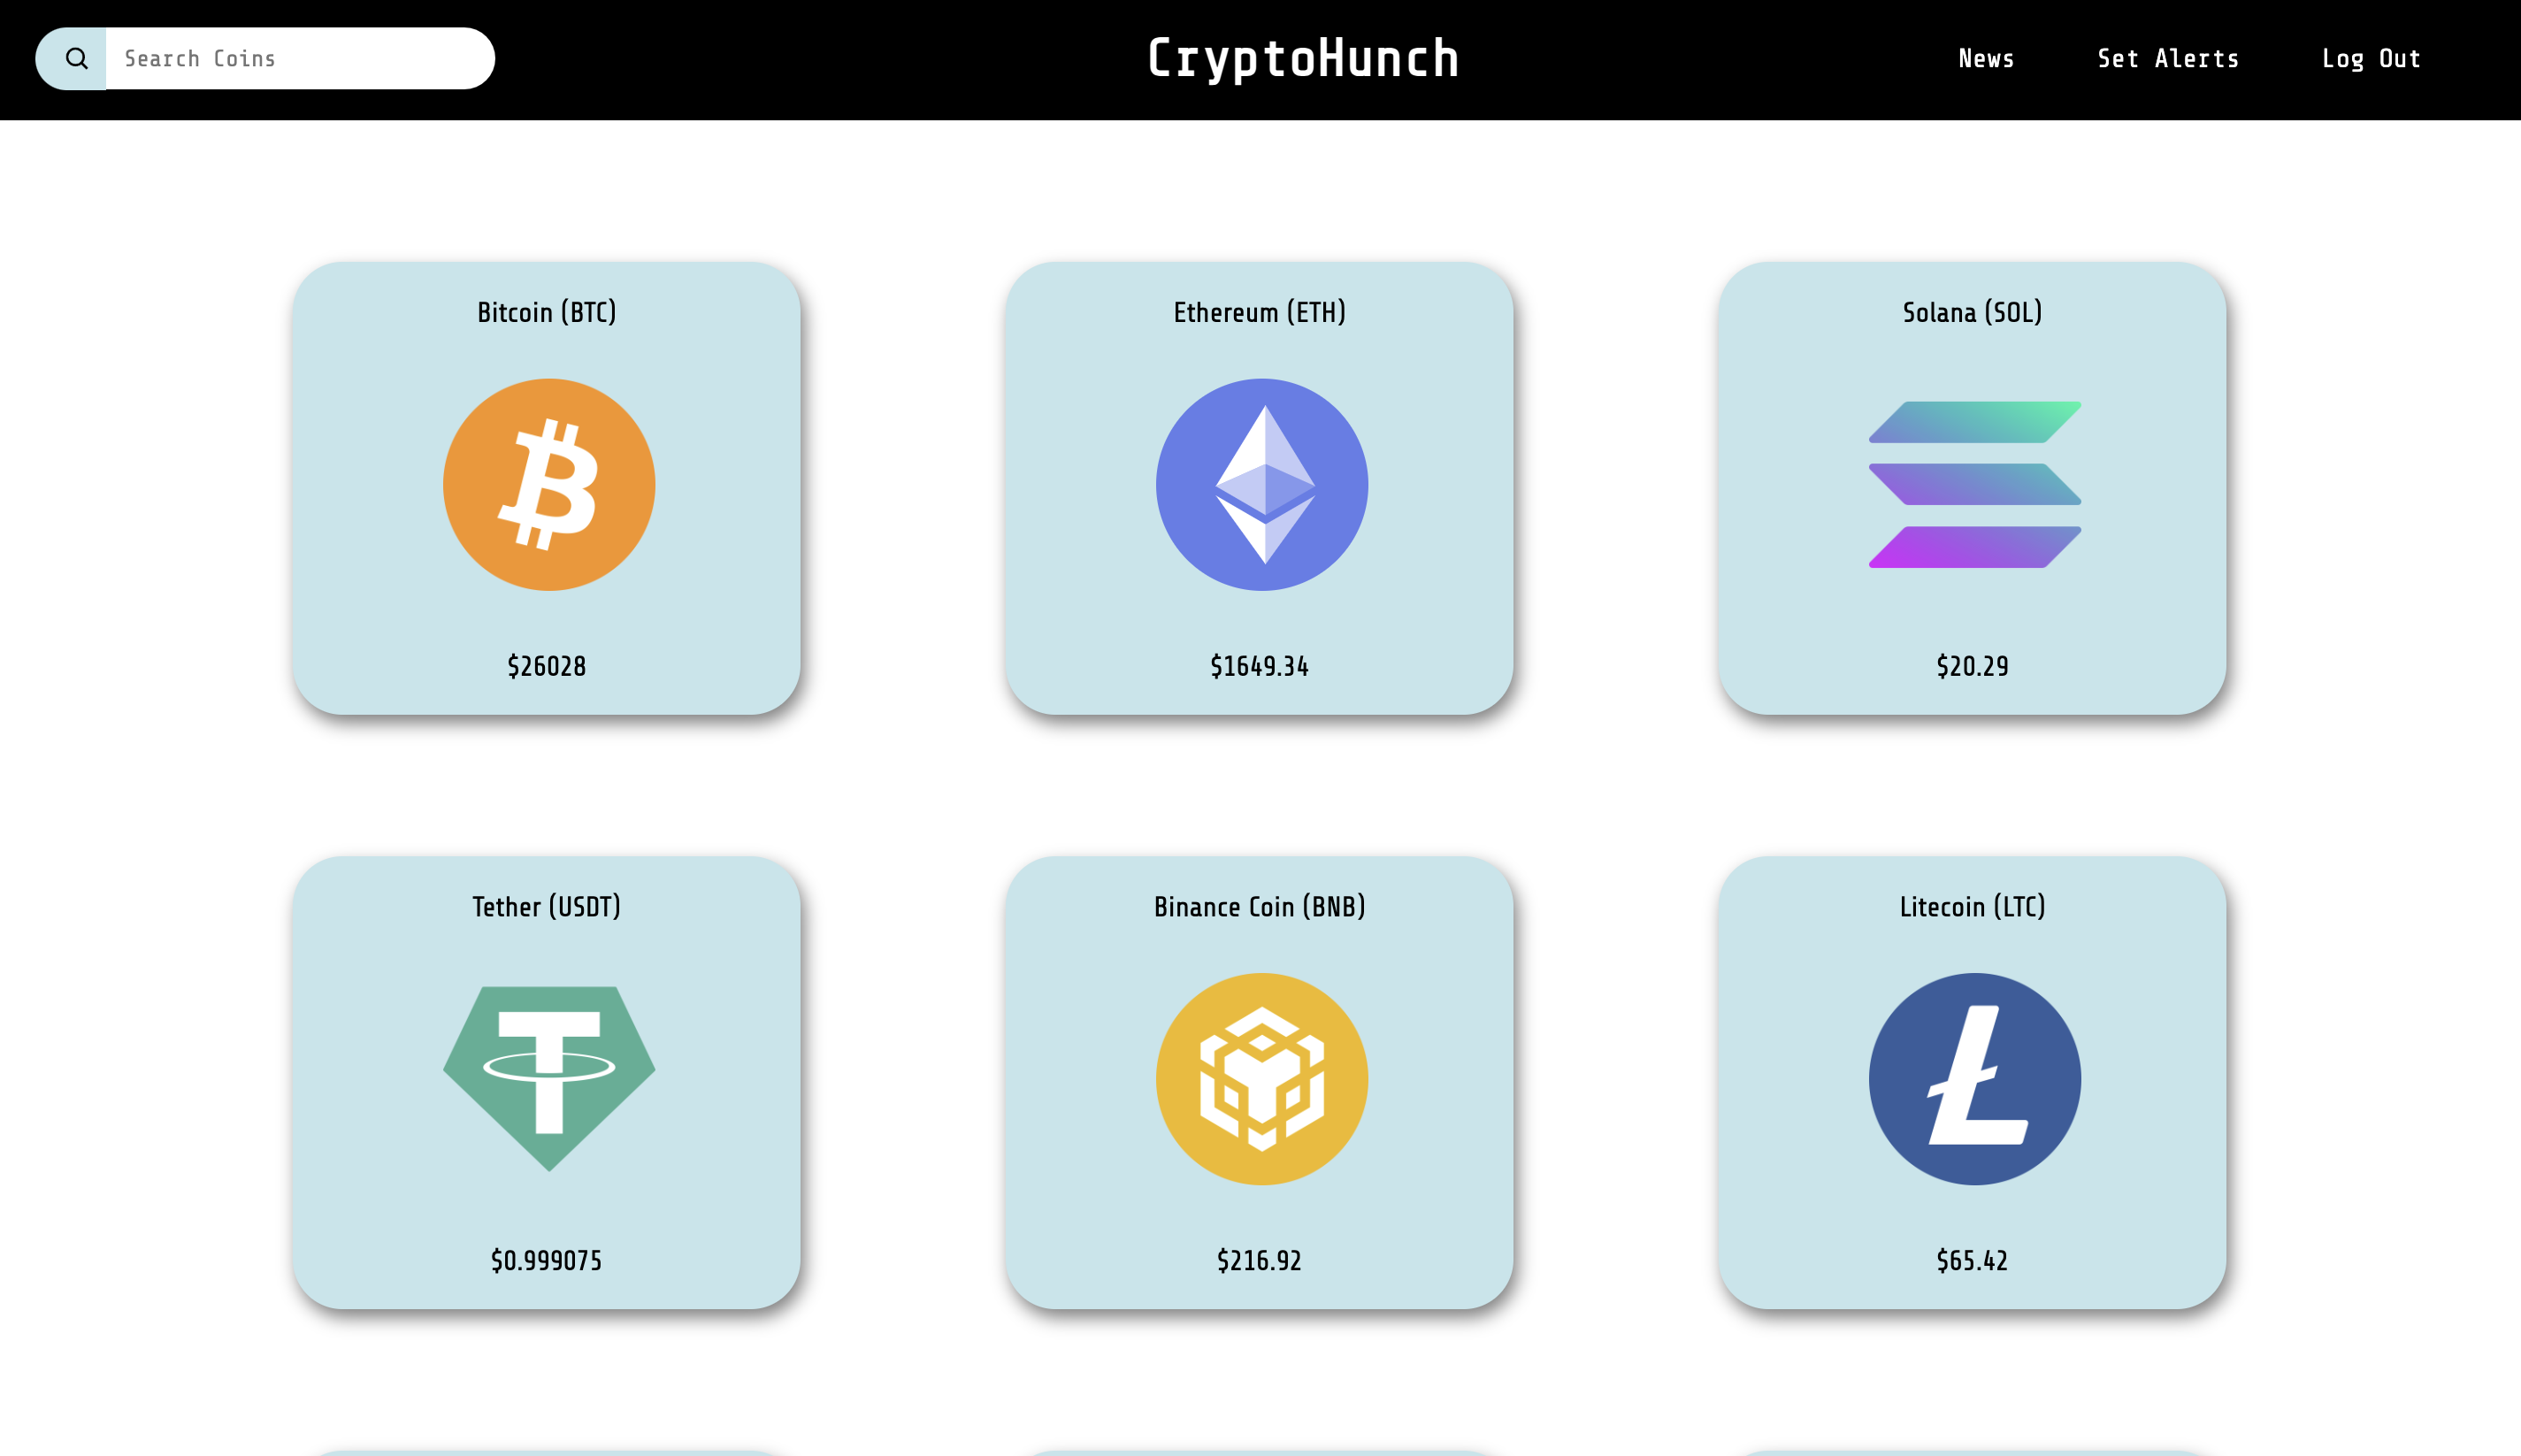 Search Coins
CryptoHunch
News
Set Alerts
Log Out
Bitcoin (BTC)
Ethereum (ETH)
Solana (SOL)
$26028
$1649.34
$20.29
Tether (USDT)
Binance Coin (BNB)
Litecoin (LTC)
$0.999075
$216.92
$65.42